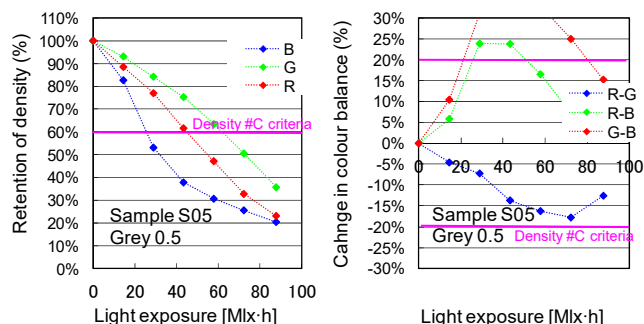 110%
100%
90%
80%
70%
60%
50%
40%
30%
20%
10%
0%
Retention of density (%)
B
G
R
Density #C criteria
Sample S05
Grey 0.5
0 20 40 60 80 100
Light exposure [Mlx·h]
30%
25%
20%
15%
10%
5%
0%
-5%
-10%
-15%
-20%
-25%
-30%
Cahnge in colour balance (%)
R-G
R-B
G-B
Sample S05
Grey 0.5
Density #C criteria
0 20 40 60 80 100
Light exposure [Mlx·h]